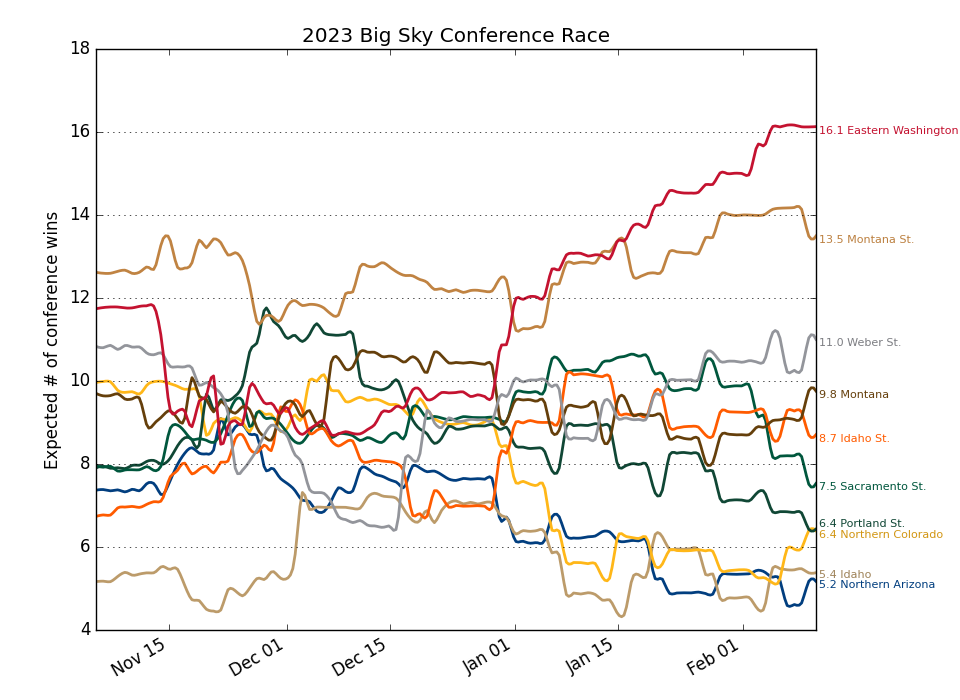 2023 Big Sky Conference Race
Expected # of conference wins
18
16
14
12
10
8
6
4
Nov 15
Dec 01
Dec 15
Jan 01
Jan 15
Feb 01
16.1 Eastern Washington
13.5 Montana St.
11.0 Weber St.
9.8 Montana
8.7 Idaho St.
7.5 Sacramento St.
6.4 Portland St.
6.4 Northern Colorado
5.4 Idaho
5.2 Northern Arizona